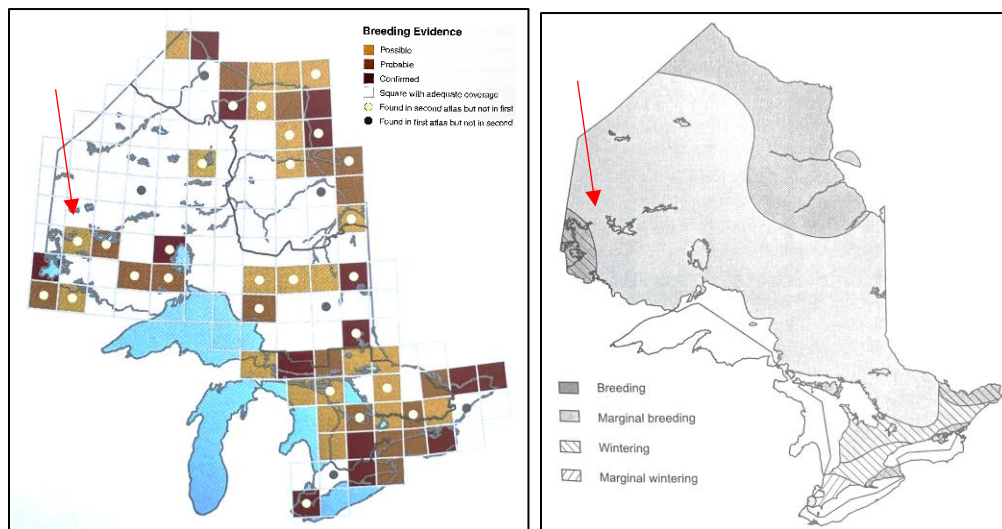 Breeding Evidence
Possible
Probable
Confirmed
Square with adequate coverage
Found in second atlas but not in first
Found in first atlas but not in second
Breeding
Marginal breeding
Wintering
Marginal wintering